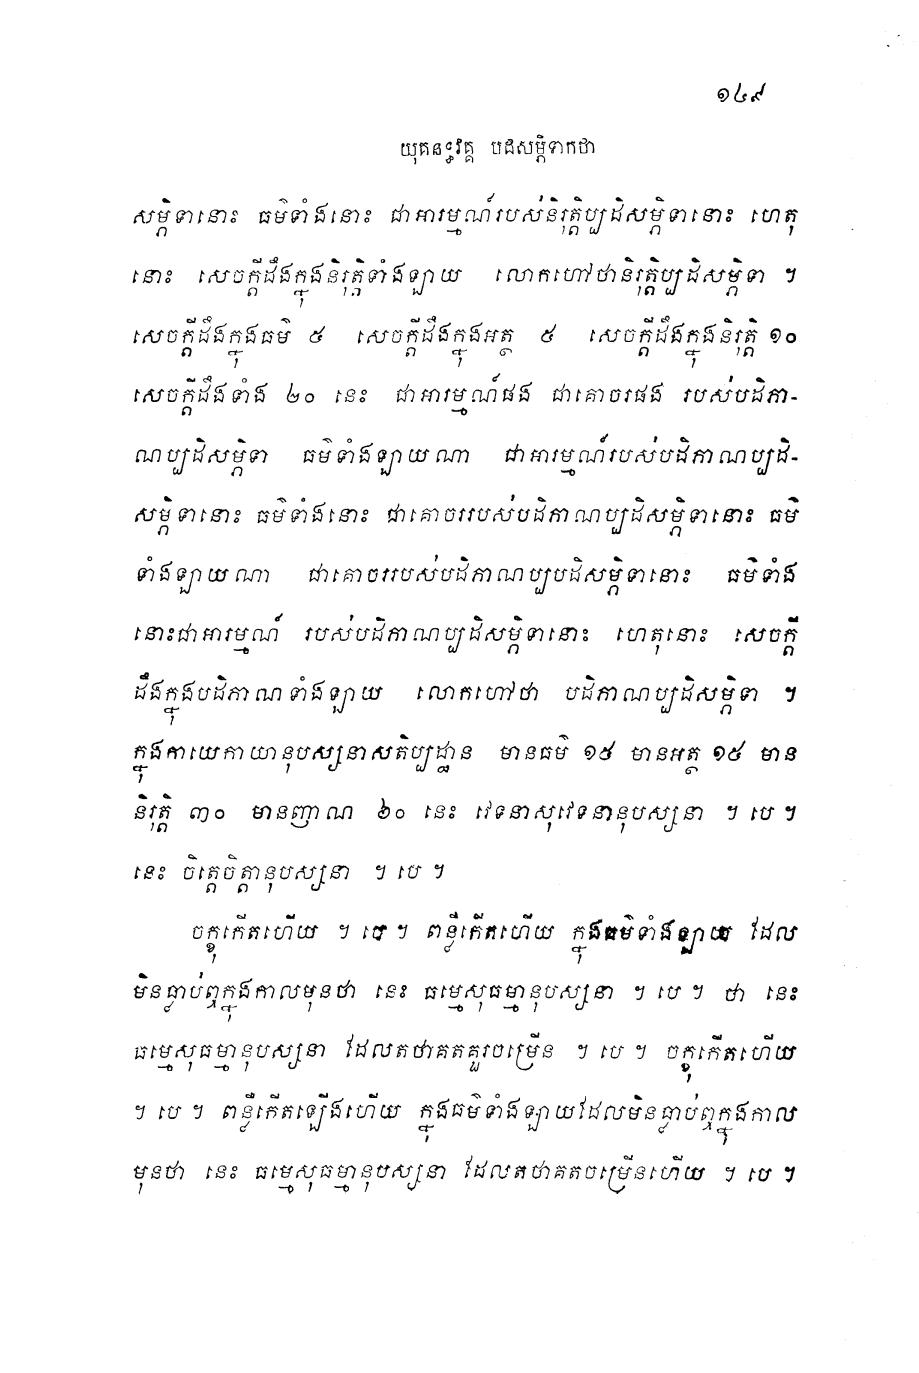 ១៤៩
យុគនទ្ធវគ្គ បដិសម្ភិទាកថា
សម្ភិទានោះ ធម៌ទាំងនោះ ជាអារម្មណ៍របស់និរុត្តិប្បដិសម្ភិទានោះ ហេតុ
នោះ សេចក្តីដឹងក្នុងនិរុត្តិទាំងឡាយ លោកហៅថានិរុត្តិប្បដិសម្ភិទា ។
សេចក្តីដឹងក្នុងធម៌ ៥ សេចក្តីដឹងក្នុងអត្ថ ៥ សេចក្តីដឹងក្នុងនិរុត្តិ ១០
សេចក្តីដឹងទាំង ២០ នេះ ជាអារម្មណ៍ផង ជាគោចរផង របស់បដិភា-
ណប្បដិសម្ភិទា ធម៌ទាំងឡាយណា ជាអារម្មណ៍របស់បដិភាណប្បដិ-
សម្ភិទានោះ ធម៌ទាំងនោះ ជាគោចររបស់បដិភាណប្បដិសម្ភិទានោះ ធម៌
ទាំងឡាយណា ជាគោចររបស់បដិភាណប្បបដិសម្ភិទានោះ ធម៌ទាំង
នោះជាអារម្មណ៍ របស់បដិភាណប្បដិសម្ភិទានោះ ហេតុនោះ សេចក្តី
ដឹងក្នុងបដិភាណទាំងឡាយ លោកហៅថា បដិភាណប្បដិសម្ភិទា ។
ក្នុងកាយេកាយានុបស្សនាសតិប្បដ្ឋាន មានធម៌ ១៥ មានអត្ថ ១៥ មាន
និរុត្តិ ៣០ មានញាណ ៦០ នេះ វេទនាសុវេទនានុបស្សនា ។ បេ ។
នេះ ចិត្តេចិត្តានុបស្សនា ។ បេ ។
ចក្ខុកើតហើយ ។ បេ ។ ពន្លឺកើតហើយ ក្នុងធម៌ទាំងឡាយ ដែល
មិនធ្លាប់ឮក្នុងកាលមុនថា នេះ ធម្មេសុធម្មានុបស្សនា ។ បេ ។ ថា នេះ
ធម្មេសុធម្មានុបស្សនា ដែលតថាគតគួរចម្រើន ។ បេ ។ ចក្ខុកើតហើយ
។ បេ ។ ពន្លឺកើតឡើងហើយ ក្នុងធម៌ទាំងឡាយដែលមិនធ្លាប់ឮក្នុងកាល
មុនថា នេះ ធម្មេសុធម្មានុបស្សនា ដែលតថាគតចម្រើនហើយ ។ បេ ។